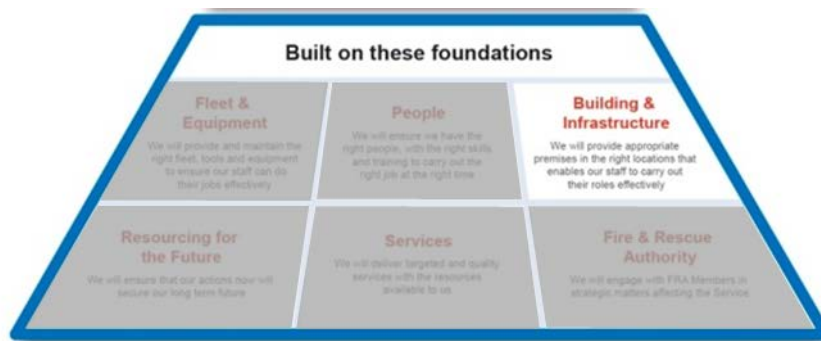 Built on these foundations
Fleet &
Equipment
We will provide and maintain the
right fleet, tools and equipment
to ensure our staff can do
their jobs effectively
People
We will ensure we have the
right people, with the right skills
and training to carry out the
right job at the right time
Building &
Infrastructure
We will provide appropriate
premises in the right locations that
enables our staff to carry out
their roles effectively
Resourcing for
the Future
We will ensure that our actions now will
secure our long term future
Services
We will deliver targeted and quality
services with the resources
available to us
Fire & Rescue
Authority
We will engage with FRA Members in
strategic matters affecting the Service